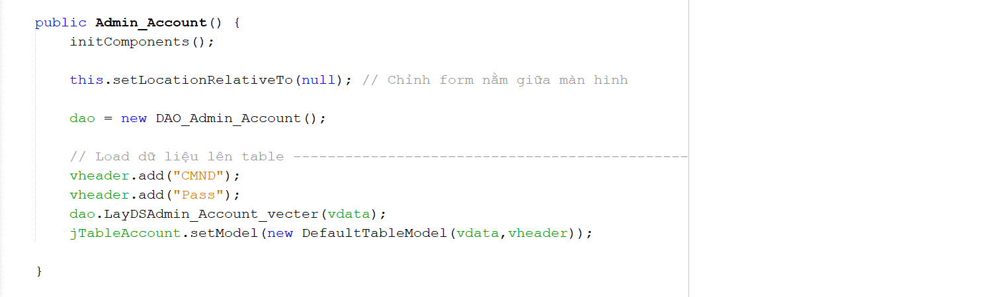 public Admin_Account() {
initComponents();
this.setLocationRelativeTo(null); // Chỉnh form nằm giữa màn hình
dao = new DAO_Admin_Account();
// Load dữ liệu lên table ----------------------------------------------
vheader.add("CMND");
vheader.add("Pass");
dao.LayDSAdmin_Account_vecter(vdata);
jTableAccount.setModel(new DefaultTableModel(vdata,vheader));
}